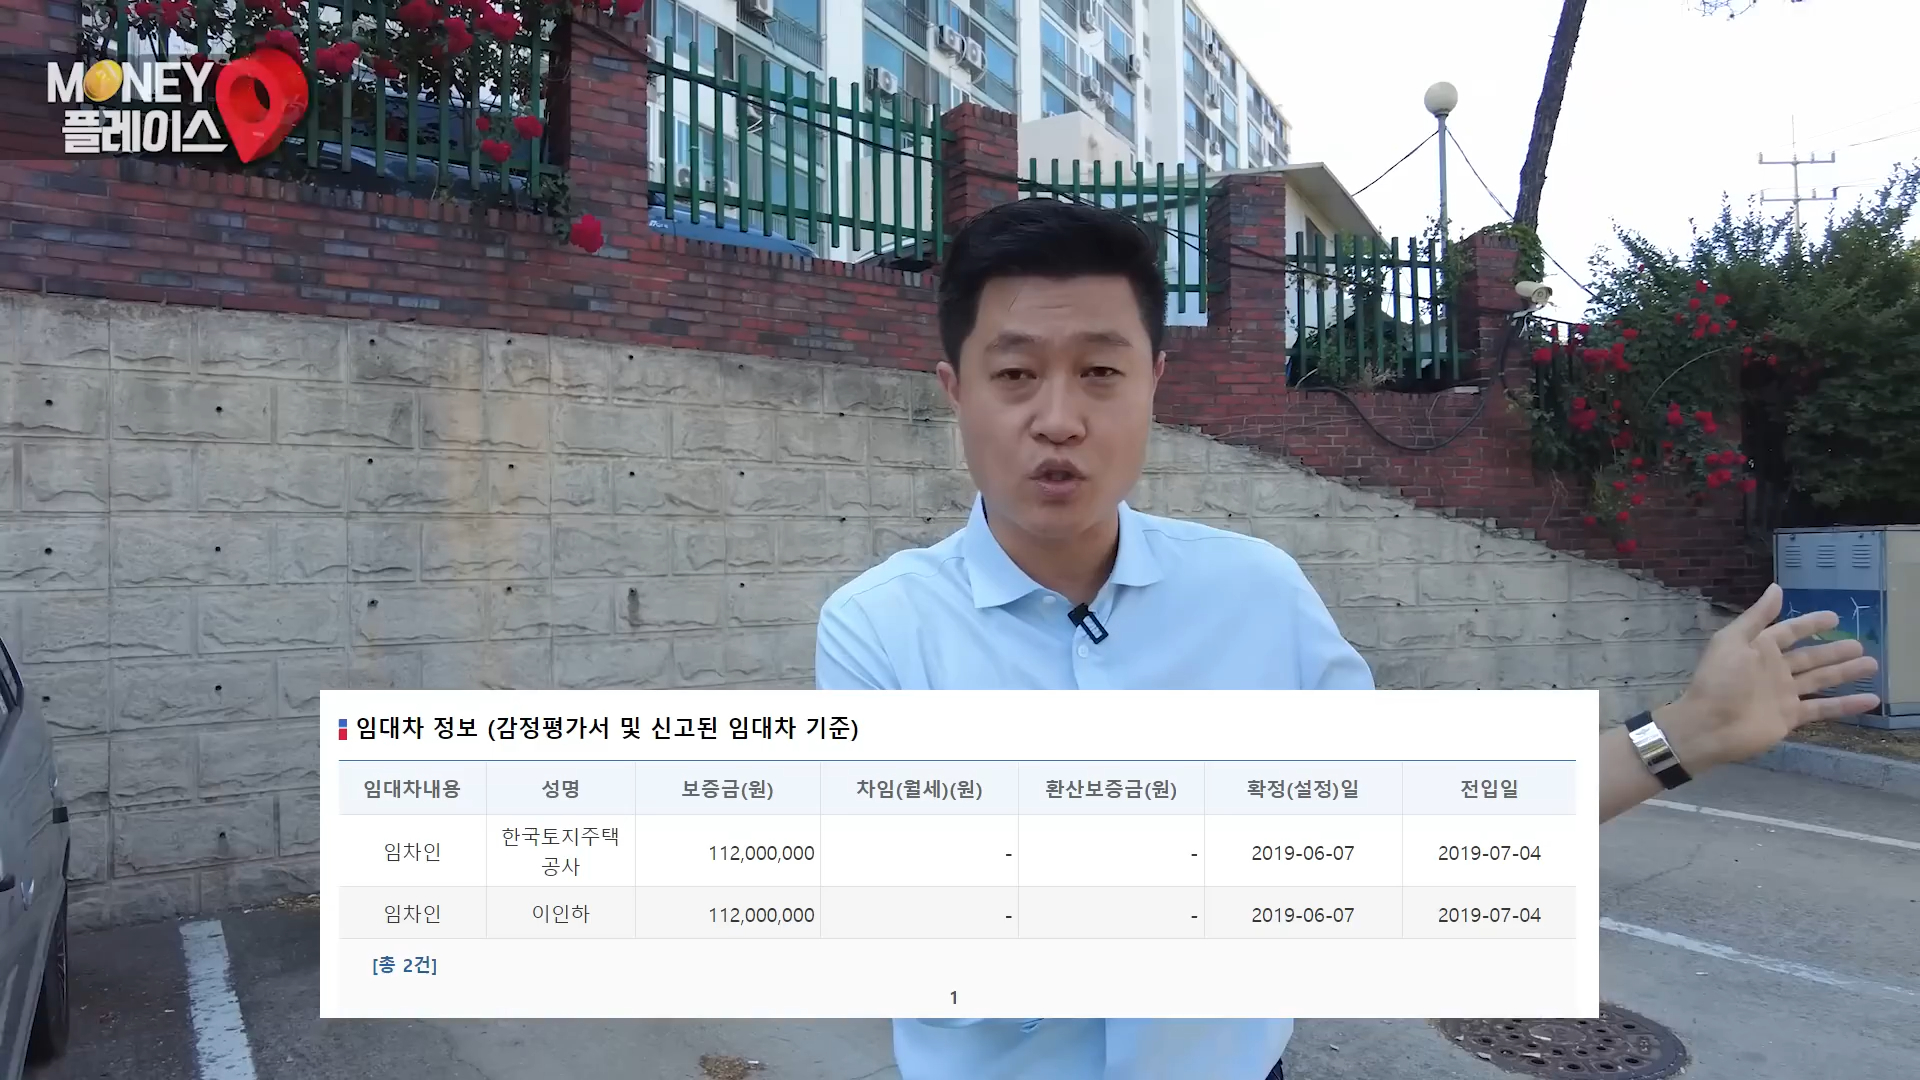 MONEY
플레이스
임대차 정보 (감정평가서 및 신고된 임대차 기준)
임대차내용 성명 보증금(원) 차임(월세)(원) 환산보증금(원) 확정(설정)일 전입일
임차인 한국토지주택
공사 112,000,000 - - 2019-06-07 2019-07-04
임차인 이인하 112,000,000 - - 2019-06-07 2019-07-04
[총 2건]
1